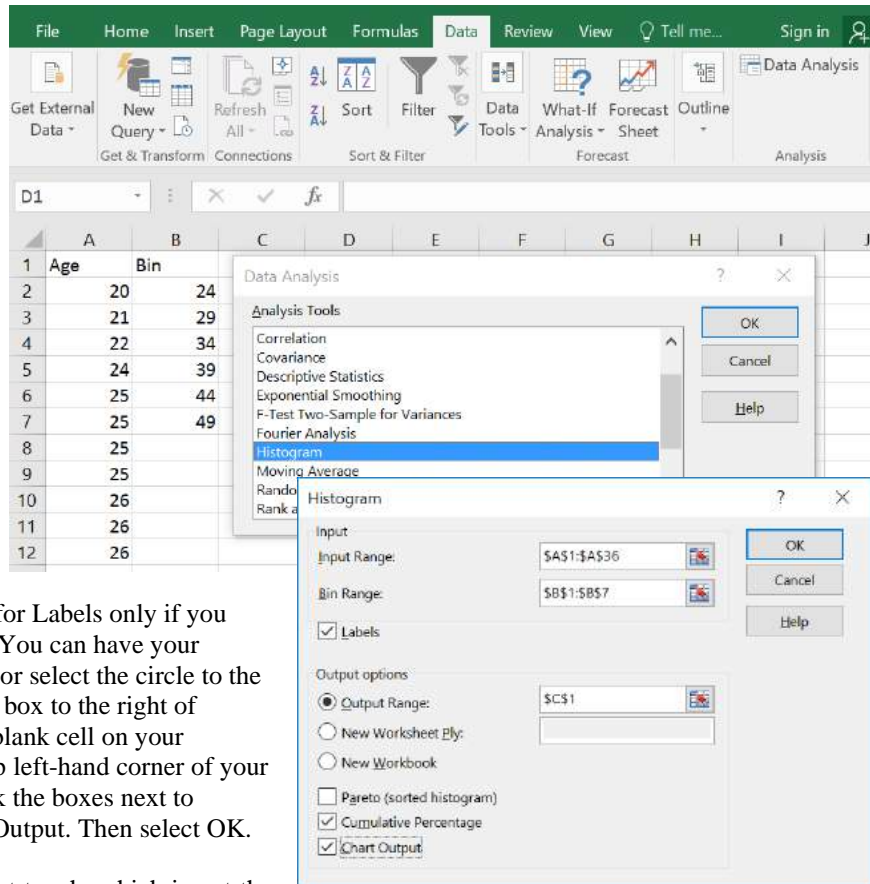 File Home Insert Page Layout Formulas Data Review View Tell me... Sign in
Get External Data
New Query
Refresh All
Sort
Filter
Data Tools
What-If Analysis
Forecast Sheet
Outline
Data Analysis
Get & Transform Connections Sort & Filter Forecast Analysis
D1 fx
A B C D E F G H I J
1 Age Bin
2 20 24
3 21 29
4 22 34
5 24 39
6 25 44
7 25 49
8 25
9 25
10 26
11 26
12 26
Data Analysis ? ×
Analysis Tools
Correlation
Covariance
Descriptive Statistics
Exponential Smoothing
F-Test Two-Sample for Variances
Fourier Analysis
Histogram
Moving Average
Rando
Rank a
OK
Cancel
Help
Histogram ? ×
Input
Input Range: $A$1:$A$36
Bin Range: $B$1:$B$7
Labels
OK
Cancel
Help
Output options
Output Range: $C$1
New Worksheet Ply:
New Workbook
Pareto (sorted histogram)
Cumulative Percentage
Chart Output
for Labels only if you
You can have your
or select the circle to the
box to the right of
blank cell on your
left-hand corner of your
the boxes next to
Output. Then select OK.